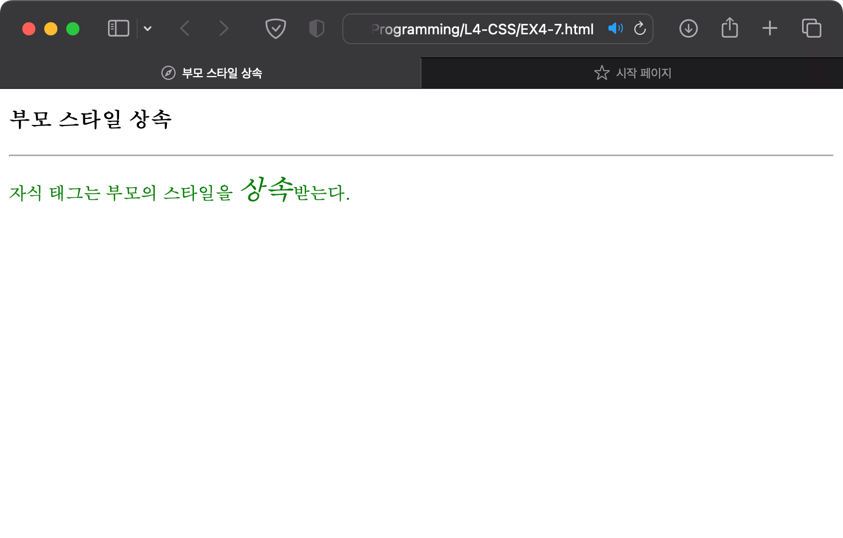 Programming/L4-CSS/EX4-7.html
부모 스타일 상속
시작 페이지
부모 스타일 상속
자식 태그는 부모의 스타일을 상속받는다.